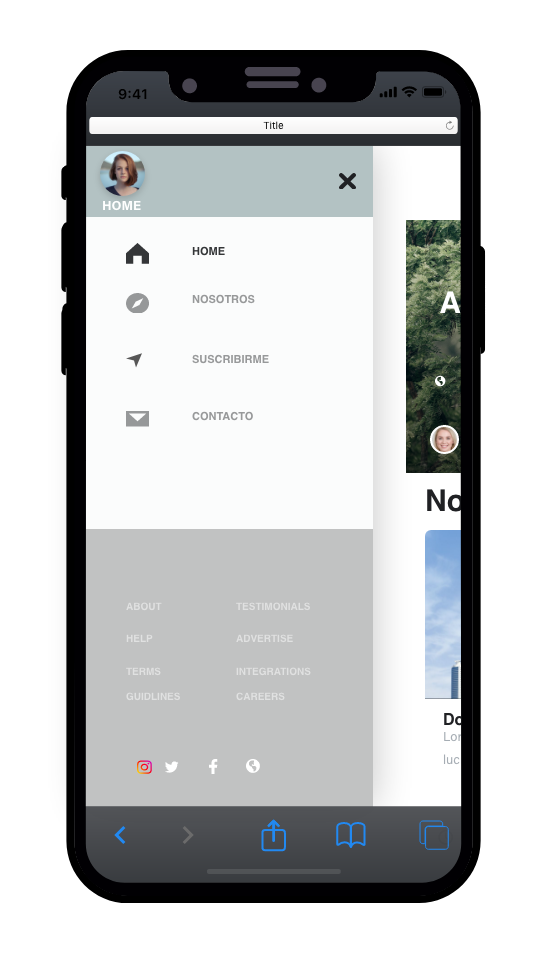 9:41
Title
HOME
HOME
NOSOTROS
SUSCRIBIRME
CONTACTO
A
No
ABOUT TESTIMONIALS
HELP ADVERTISE
TERMS INTEGRATIONS
GUIDLINES CAREERS
Do
Lor
luc